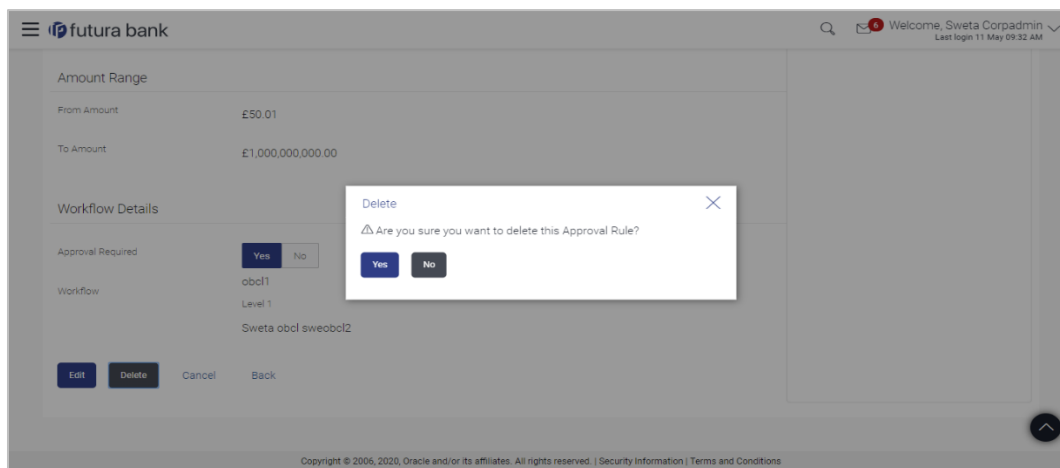 futura bank
6
Welcome, Sweta Corpadmin
Last login 11 May 09:32 AM
Amount Range
From Amount
£50.01
To Amount
£1,000,000,000.00
Workflow Details
Delete
Are you sure you want to delete this Approval Rule?
Yes No
Approval Required
Yes No
Workflow
obcl1
Level 1
Sweta obcl sweobcl2
Edit Delete Cancel Back
Copyright © 2006, 2020, Oracle and/or its affiliates. All rights reserved. | Security Information | Terms and Conditions